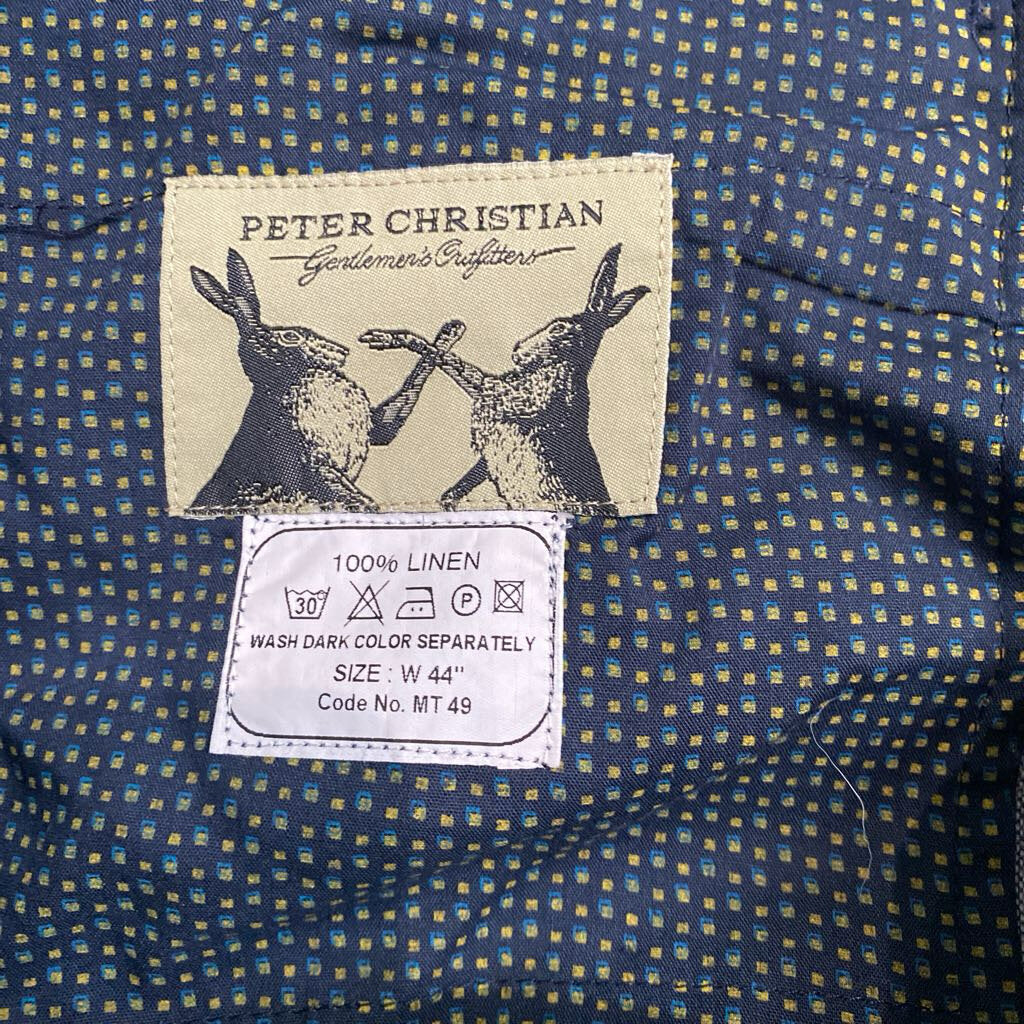 PETER CHRISTIAN
Gentlemen's Outfitters
100% LINEN
30 P
WASH DARK COLOR SEPARATELY
SIZE : W 44"
Code No. MT 49